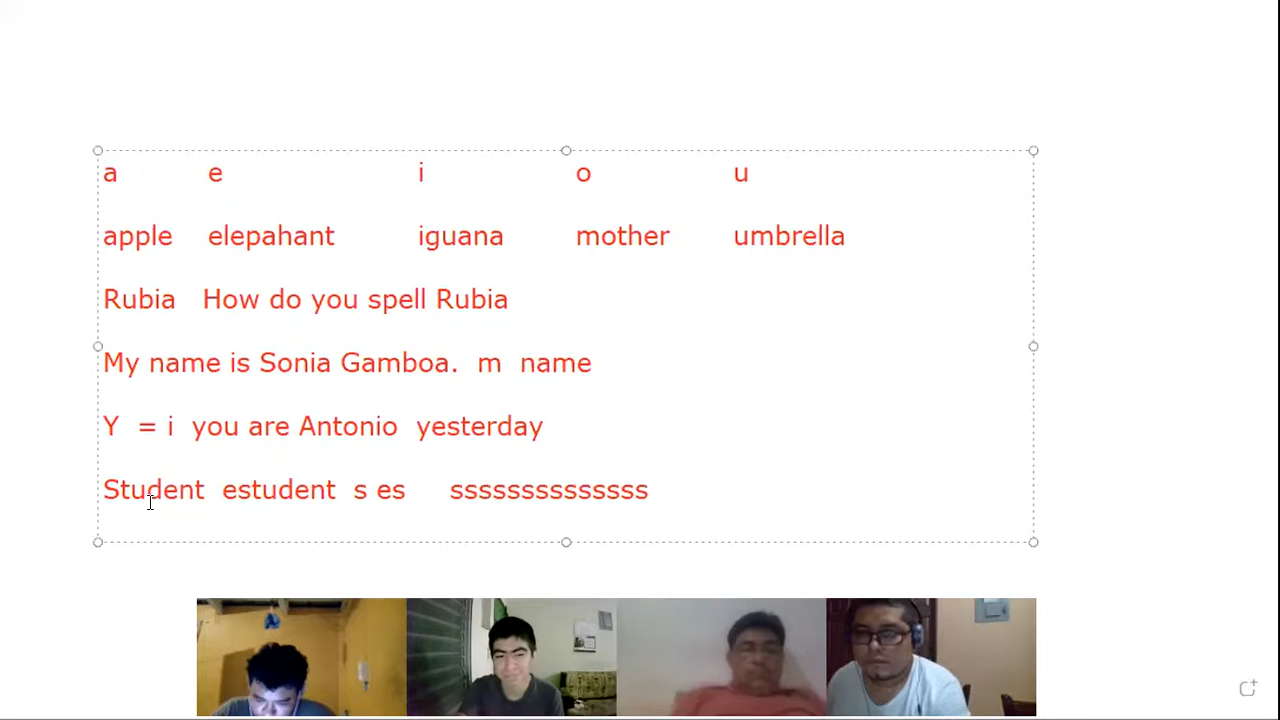 a e i o u
apple elepahant iguana mother umbrella
Rubia How do you spell Rubia
My name is Sonia Gamboa. m name
Y = i you are Antonio yesterday
Student estudent s es ssssssssssssss